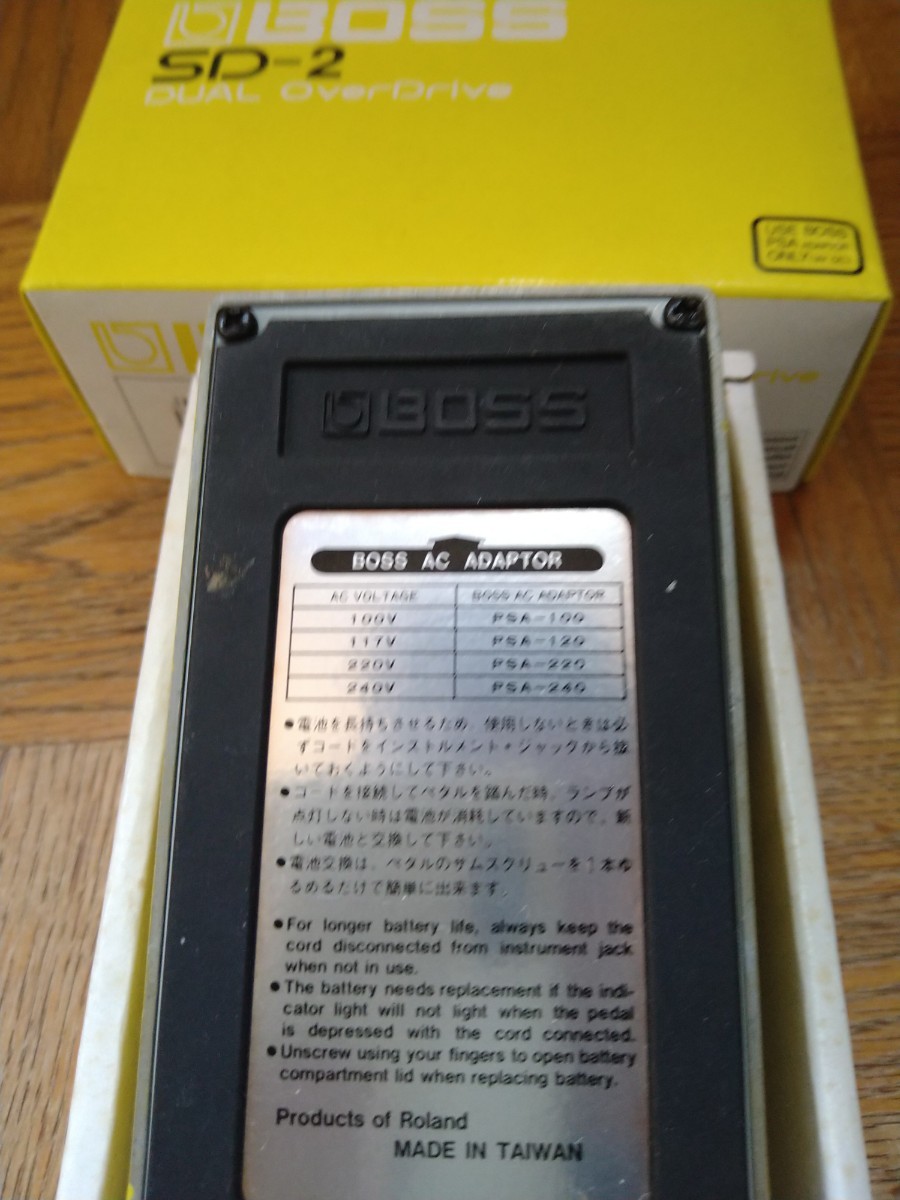 BOSS
SD-2
DUAL OverDrive
USE BOSS
PSA ADAPTOR
ONLY
BOSS
BOSS AC ADAPTOR
AC VOLTAGE BOSS AC ADAPTOR
100V PSA-100
117V PSA-120
220V PSA-220
240V PSA-240
●電池を長持ちさせるため、使用しないときは必
ずコードをインストルメント・ジャックから抜
いておくようにして下さい。
●コードを接続してペタルを踏んだ時、ランプが
点灯しない時は電池が消耗していますので、新
しい電池と交換して下さい。
●電池交換は、ペタルのサムスクリューを1本ゆ
るめるだけで簡単に出来ます。
●For longer battery life, always keep the
cord disconnected from instrument jack
when not in use.
●The battery needs replacement if the indi-
cator light will not light when the pedal
is depressed with the cord connected.
●Unscrew using your fingers to open battery
compartment lid when replacing battery.
Products of Roland
MADE IN TAIWAN